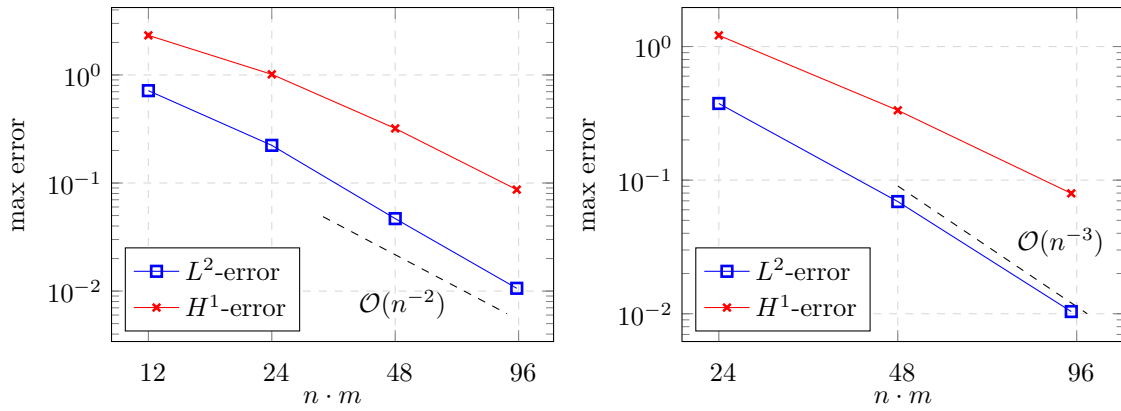 max error
10^0
10^{-1}
10^{-2}
L^2-error
H^1-error
O(n^{-2})
12 24 48 96
n · m
max error
10^0
10^{-1}
10^{-2}
L^2-error
H^1-error
O(n^{-3})
24 48 96
n · m